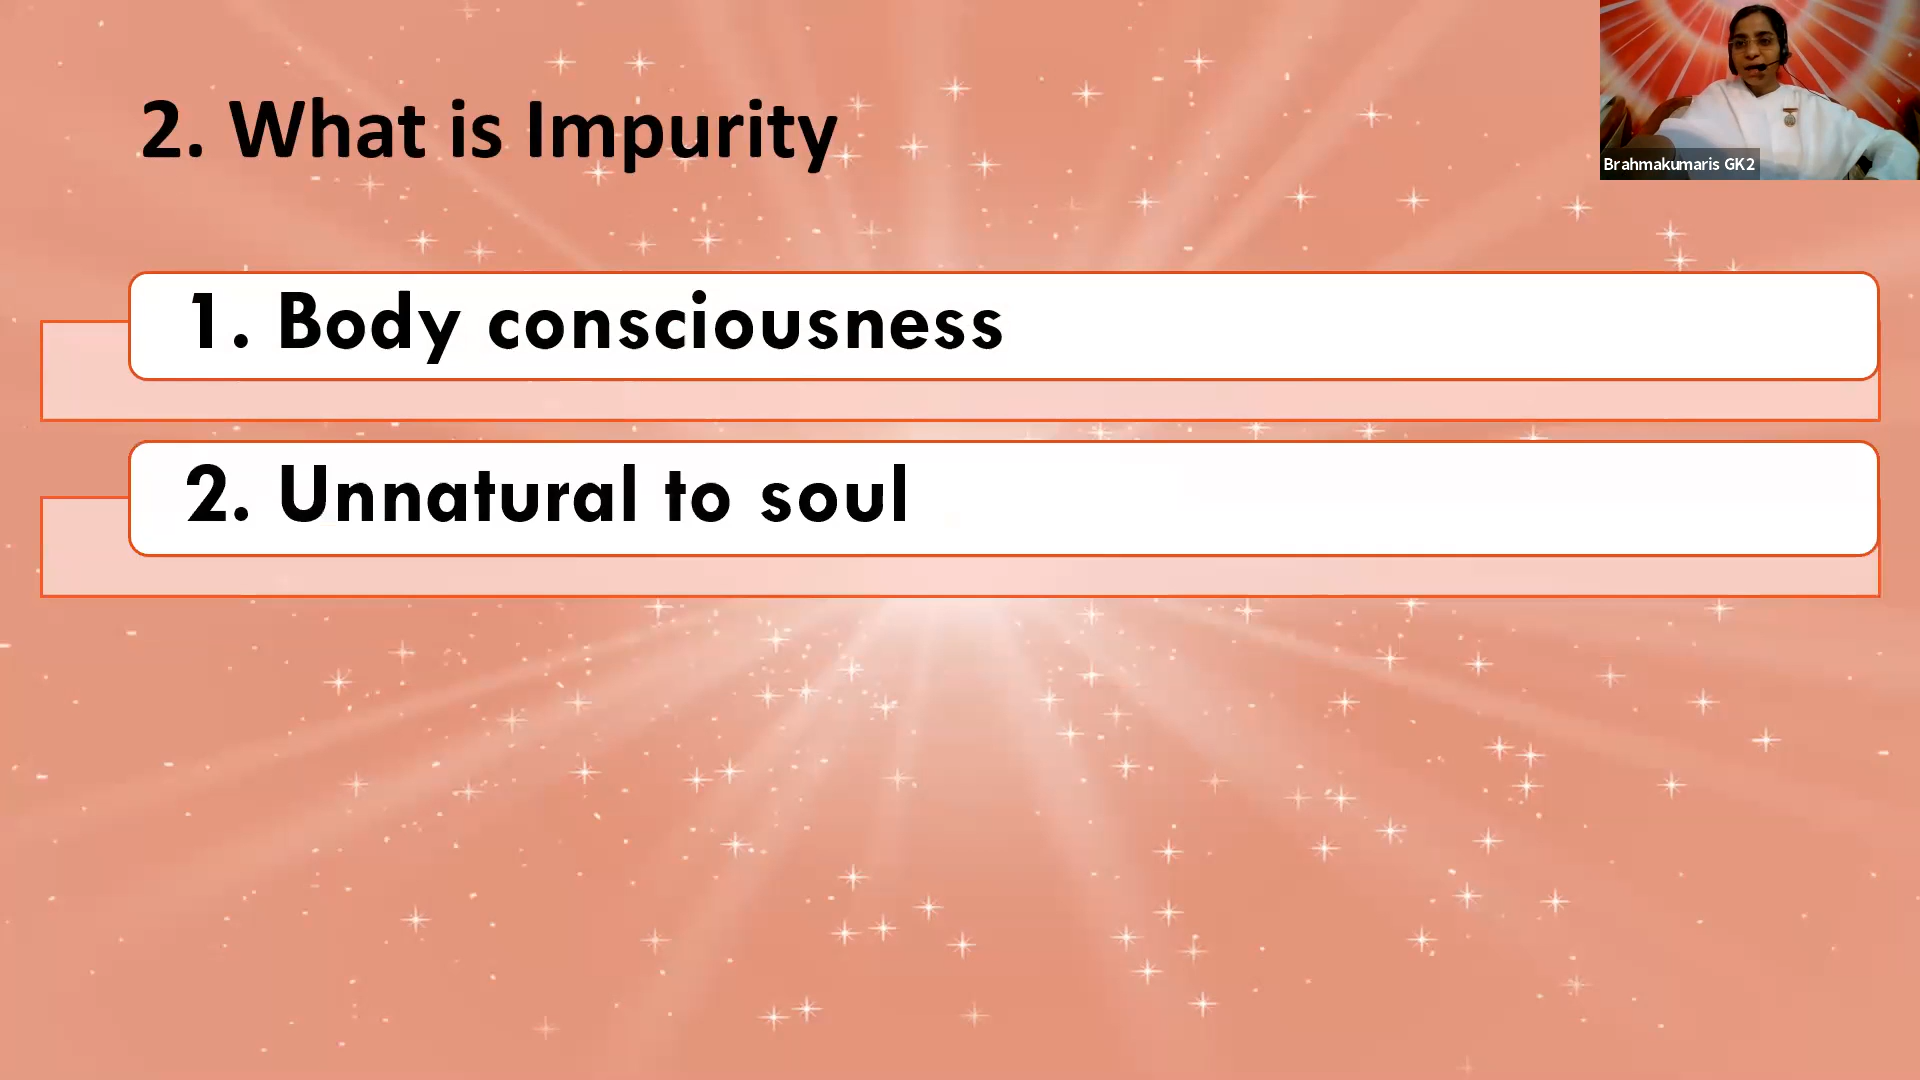 2. What is Impurity
Brahmakumaris GK2
1. Body consciousness
2. Unnatural to soul